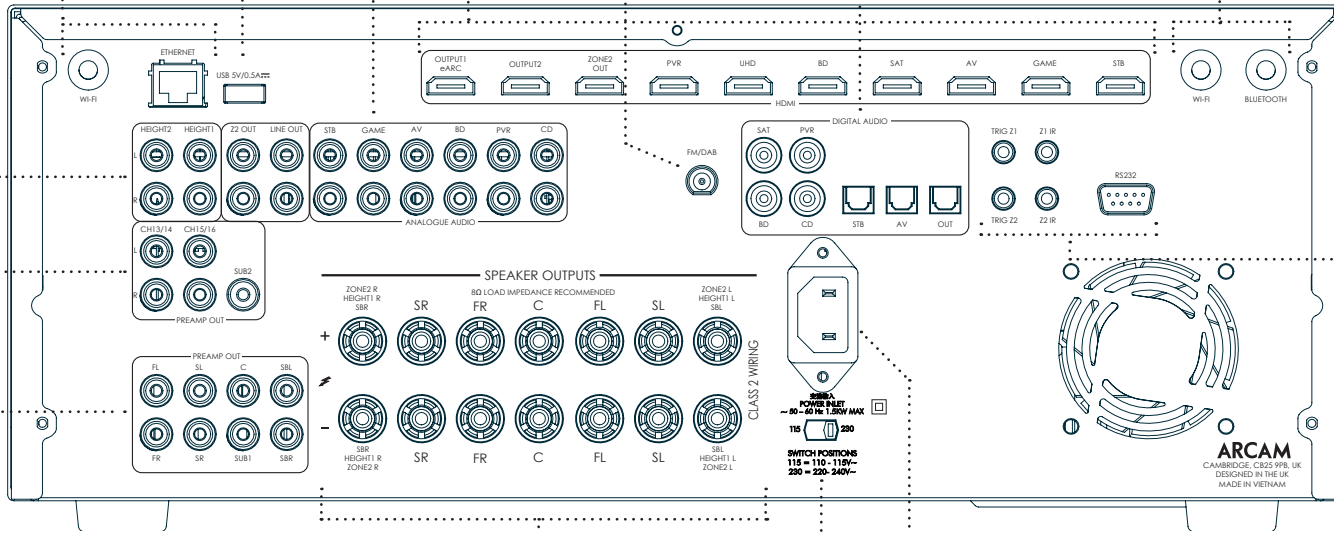 ETHERNET
USB 5V/0.5A
WI-FI
OUTPUT1
eARC
OUTPUT2
ZONE2
OUT
PVR
UHD
BD
SAT
AV
GAME
STB
HDMI
WI-FI
BLUETOOTH
HEIGHT2
HEIGHT1
L
R
Z2 OUT
LINE OUT
STB
GAME
AV
BD
PVR
CD
ANALOGUE AUDIO
FM/DAB
DIGITAL AUDIO
SAT
PVR
BD
CD
STB
AV
OUT
TRIG Z1
Z1 IR
TRIG Z2
Z2 IR
RS232
CH13/14
CH15/16
L
R
SUB2
PREAMP OUT
SPEAKER OUTPUTS
8Ω LOAD IMPEDANCE RECOMMENDED
ZONE2 R
HEIGHT1 R
SBR
SR
FR
C
FL
SL
ZONE2 L
HEIGHT1 L
SBL
+
−
SBR
HEIGHT1 R
ZONE2 R
SR
FR
C
FL
SL
SBL
HEIGHT1 L
ZONE2 L
CLASS 2 WIRING
PREAMP OUT
FL
SL
C
SBL
FR
SR
SUB1
SBR
POWER INLET
~ 50 – 60 Hz 1.5KW MAX
115
230
SWITCH POSITIONS
115 = 110 - 115V~
230 = 220- 240V~
ARCAM
CAMBRIDGE, CB25 9PB, UK
DESIGNED IN THE UK
MADE IN VIETNAM